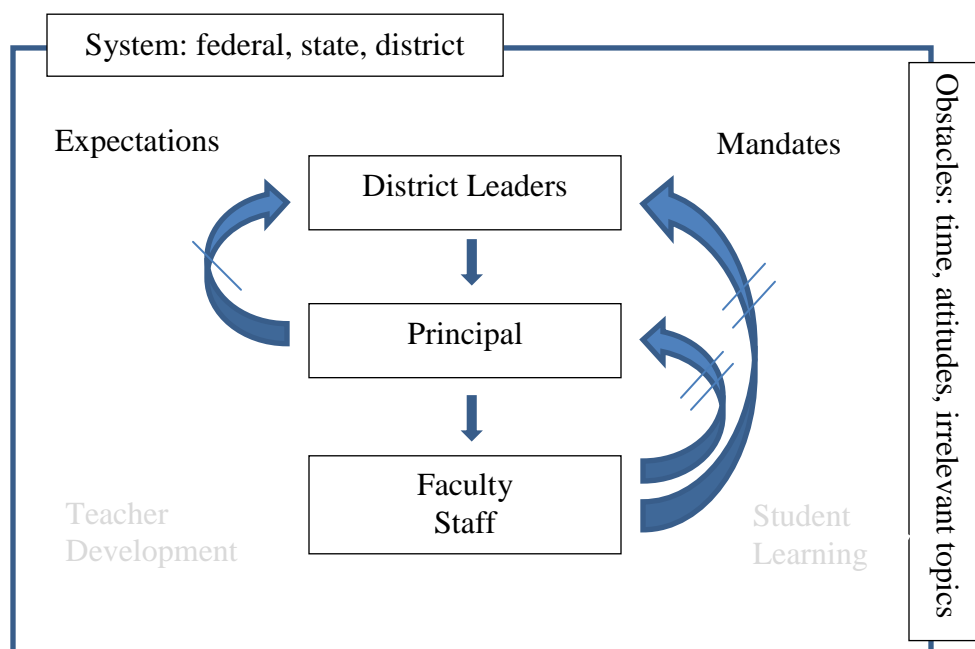 System: federal, state, district
Expectations
Mandates
District Leaders
Principal
Faculty
Staff
Teacher
Development
Student
Learning
Obstacles: time, attitudes, irrelevant topics